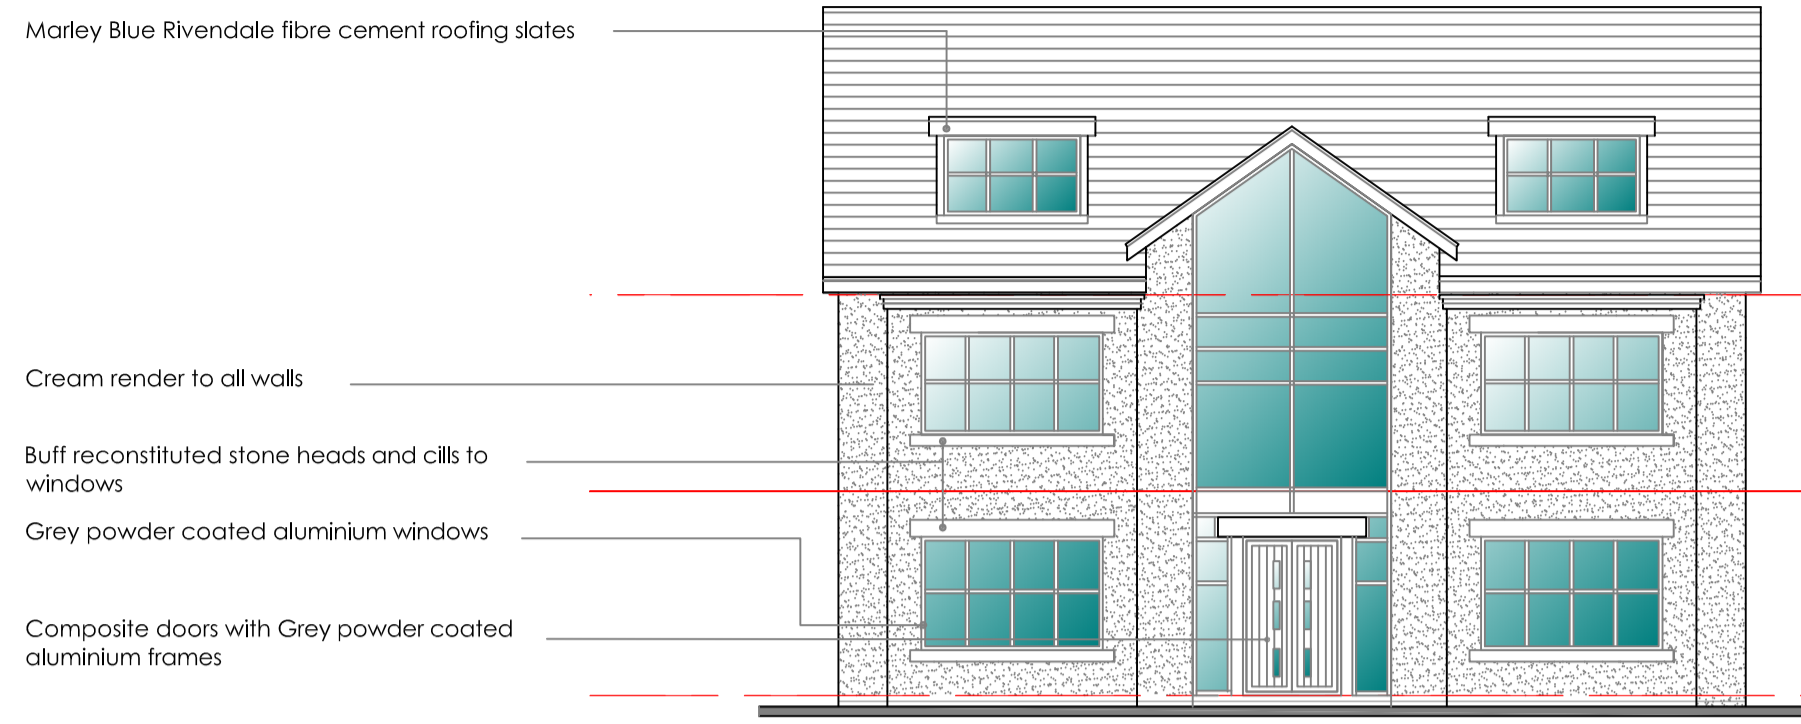 Marley Blue Rivendale fibre cement roofing slates
Cream render to all walls
Buff reconstituted stone heads and cills to
windows
Grey powder coated aluminium windows
Composite doors with Grey powder coated
aluminium frames